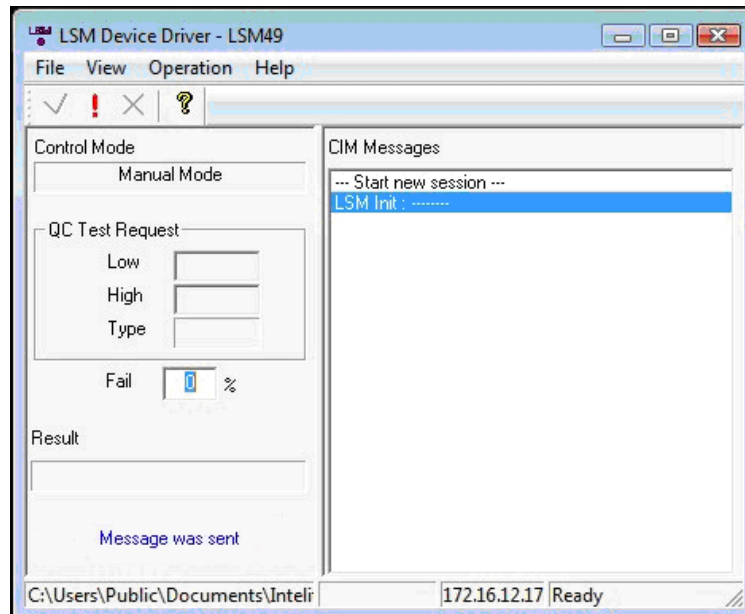 LSM Device Driver - LSM49
File View Operation Help
Control Mode
Manual Mode
QC Test Request
Low
High
Type
Fail 0 %
Result
Message was sent
CIM Messages
--- Start new session ---
LSM Init : --------
C:\Users\Public\Documents\Inteli 172.16.12.17 Ready